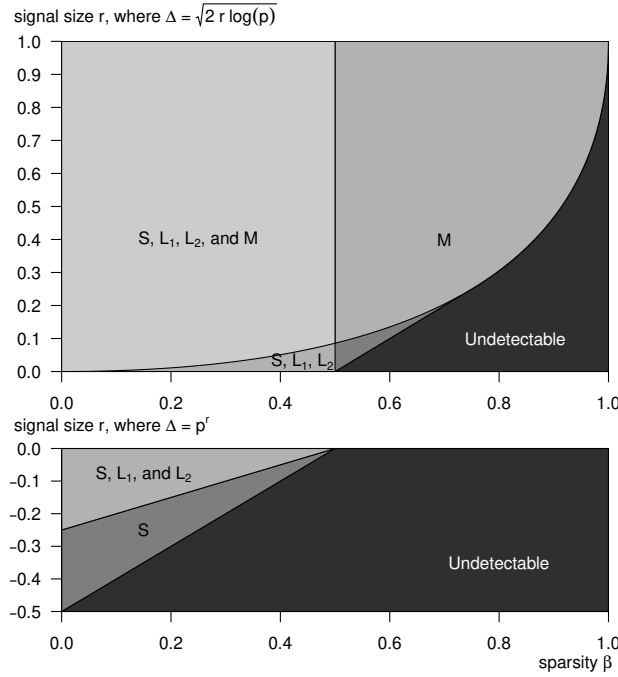 signal size r, where Δ = √2 r log(p)
1.0
0.9
0.8
0.7
0.6
0.5
0.4
0.3
0.2
0.1
0.0
S, L₁, L₂, and M
M
Undetectable
S, L₁, L₂
0.0 0.2 0.4 0.6 0.8 1.0
signal size r, where Δ = pʳ
0.0
−0.1
−0.2
−0.3
−0.4
−0.5
S, L₁, and L₂
S
Undetectable
0.0 0.2 0.4 0.6 0.8 1.0
sparsity β